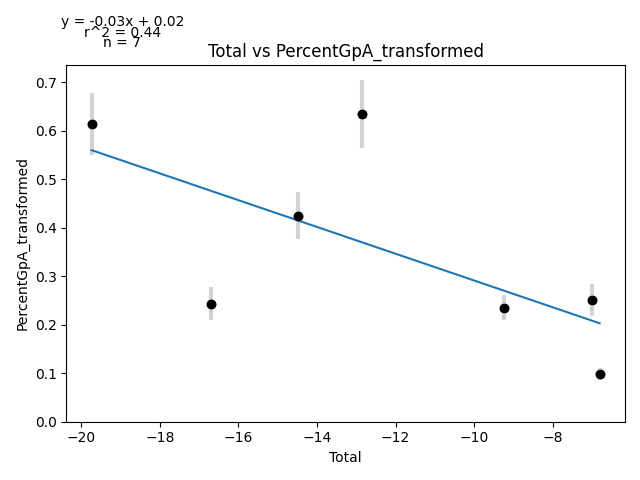 y = -0.03x + 0.02
r^2 = 0.44
n = 7
Total vs PercentGpA_transformed
PercentGpA_transformed
0.7
0.6
0.5
0.4
0.3
0.2
0.1
0.0
−20 −18 −16 −14 −12 −10 −8
Total